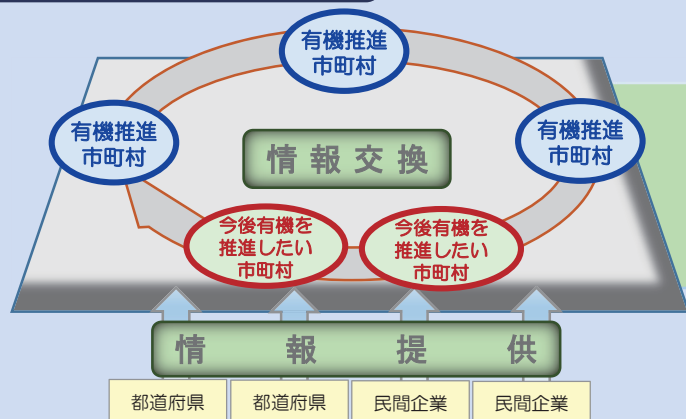 有機推進
市町村
有機推進
市町村
有機推進
市町村
情報交換
今後有機を
推進したい
市町村
今後有機を
推進したい
市町村
情報提供
都道府県
都道府県
民間企業
民間企業